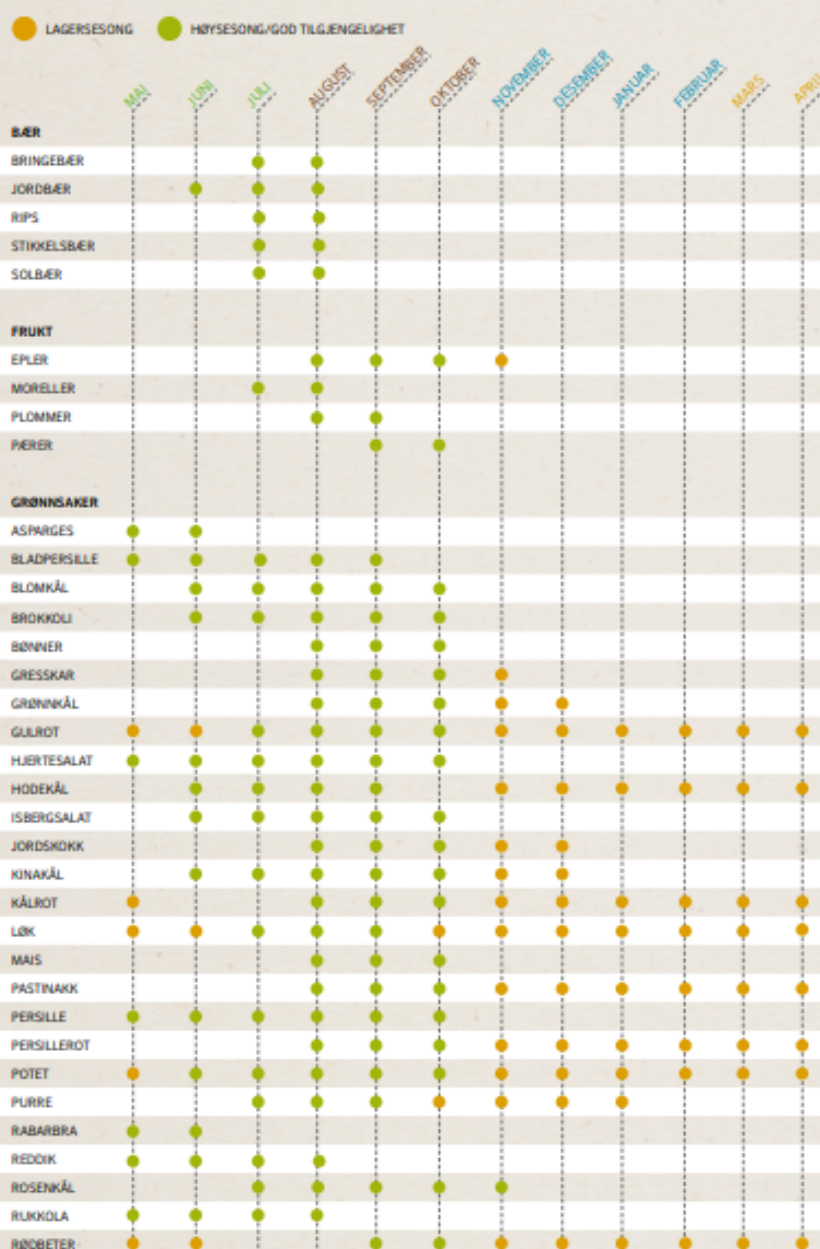 LAGERSESONG HØYSESONG/GOD TILGJENGELIGHET
MAI JUNI JULI AUGUST SEPTEMBER OKTOBER NOVEMBER DESEMBER JANUAR FEBRUAR MARS APRIL
BÆR
BRINGEBÆR
JORDBÆR
RIPS
STIKKELSBÆR
SOLBÆR
FRUKT
EPLER
MORELLER
PLOMMER
PÆRER
GRØNNSAKER
ASPARGES
BLADPERSILLE
BLOMKÅL
BROKKOLI
BØNNER
GRESSKAR
GRØNNKÅL
GULROT
HJERTESALAT
HODEKÅL
ISBERGSALAT
JORDSKOKK
KINAKÅL
KÅLROT
LØK
MAIS
PASTINAKK
PERSILLE
PERSILLEROT
POTET
PURRE
RABARBRA
REDDIK
ROSENKÅL
RUKKOLA
RØDBETER